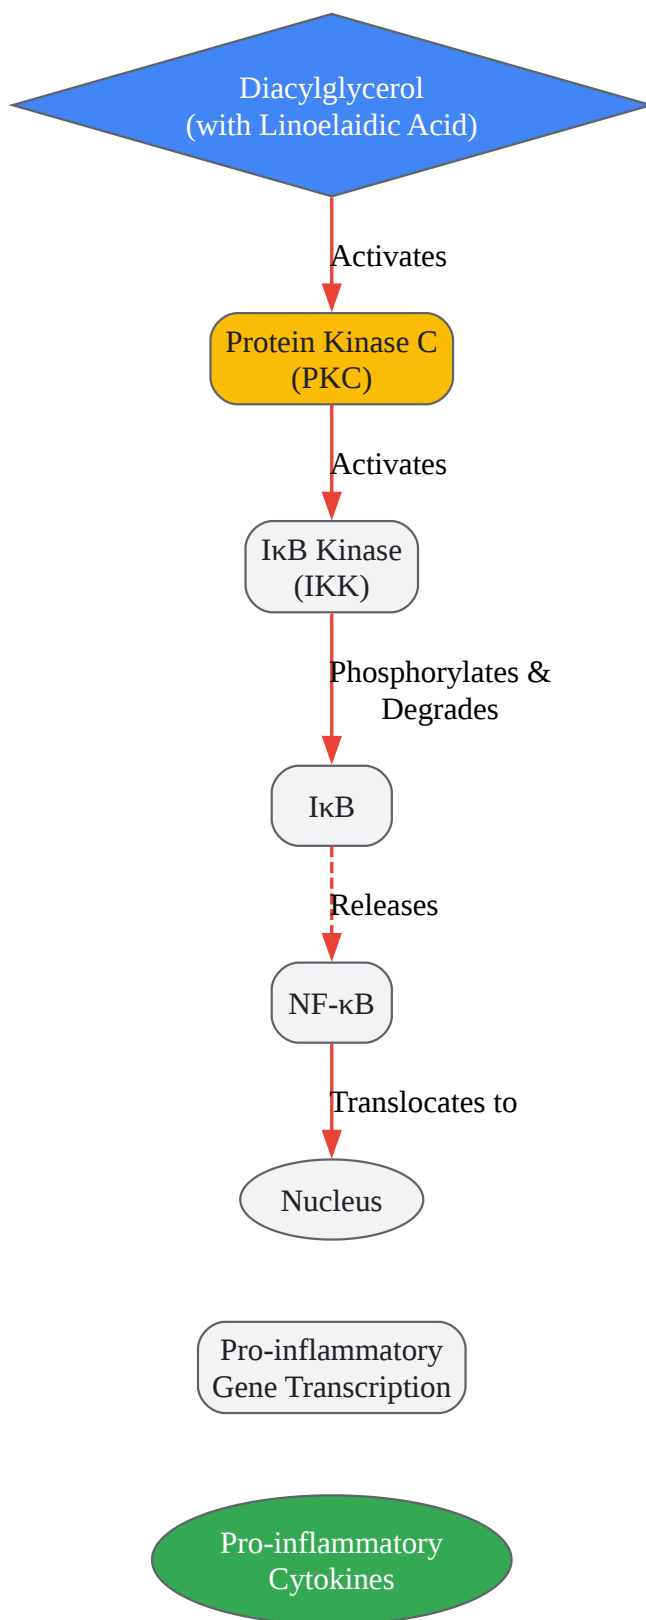 Diacylglycerol
(with Linoelaidic Acid)
Activates
Protein Kinase C
(PKC)
Activates
IκB Kinase
(IKK)
Phosphorylates &
Degrades
IκB
Releases
NF-κB
Translocates to
Nucleus
Pro-inflammatory
Gene Transcription
Pro-inflammatory
Cytokines